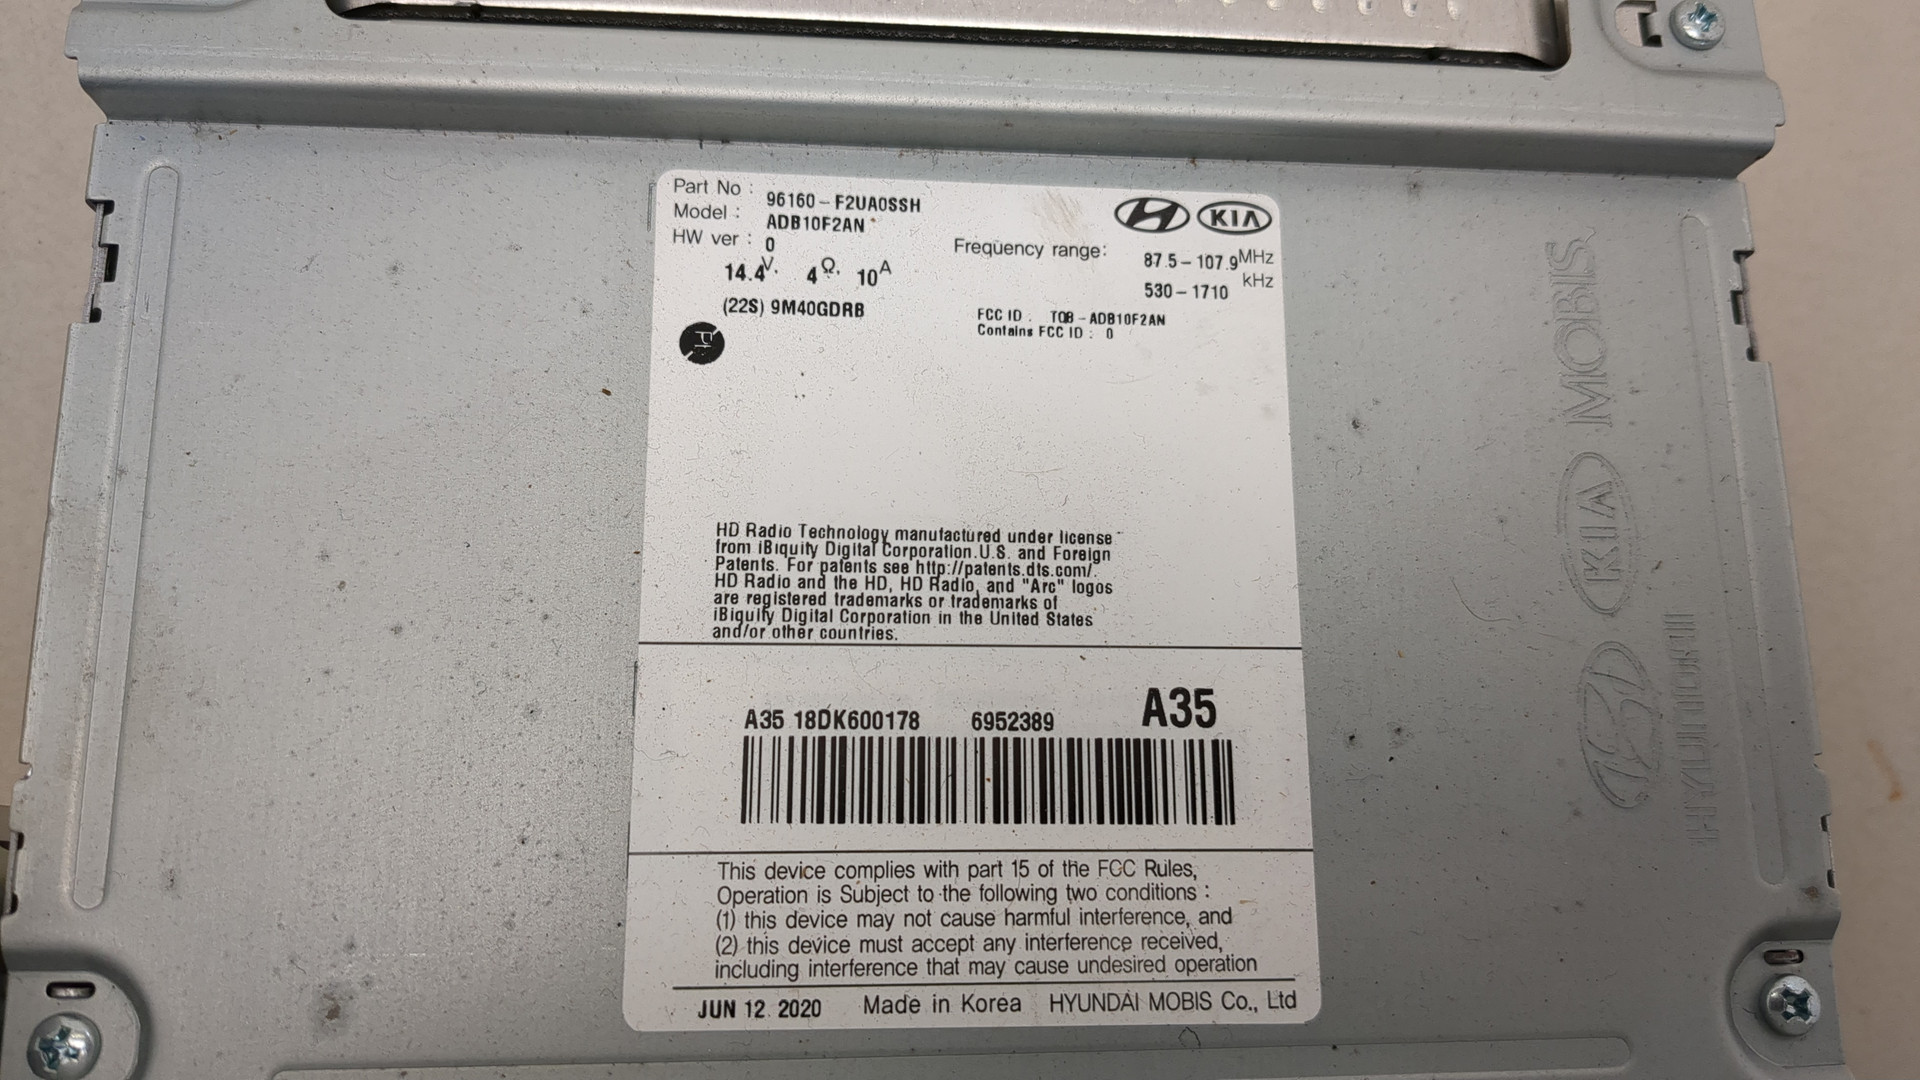 Part No : 96160-F2UA0SSH
Model : ADB10F2AN
HW ver : 0
14.4V. 4Ω. 10A
(22S) 9M40GDRB
KIA
Frequency range: 87.5-107.9MHz
530-1710 kHz
FCC ID . TQ8-ADB10F2AN
Contains FCC ID : 0
HD Radio Technology manufactured under license
from iBiquity Digital Corporation.U.S. and Foreign
Patents. For patents see http://patents.dts.com/.
HD Radio and the HD, HD Radio, and "Arc" logos
are registered trademarks or trademarks of
iBiquity Digital Corporation in the United States
and/or other countries.
A35 18DK600178 6952389 A35
This device complies with part 15 of the FCC Rules,
Operation is Subject to the following two conditions :
(1) this device may not cause harmful interference, and
(2) this device must accept any interference received,
including interference that may cause undesired operation
JUN 12 2020 Made in Korea HYUNDAI MOBIS Co., Ltd
HYUNDAI KIA MOBIS